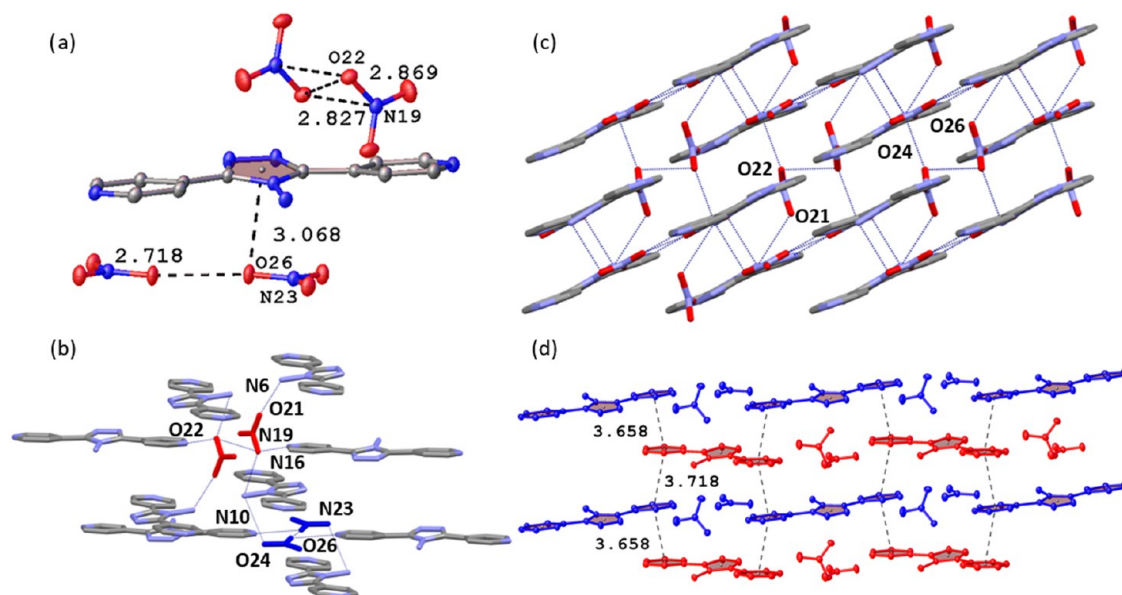 (a)
O22
2.869
2.827
N19
2.718
3.068
O26
N23
(c)
O26
O24
O22
O21
(b)
N6
O21
O22
N19
N16
N10
N23
O24
O26
(d)
3.658
3.718
3.658